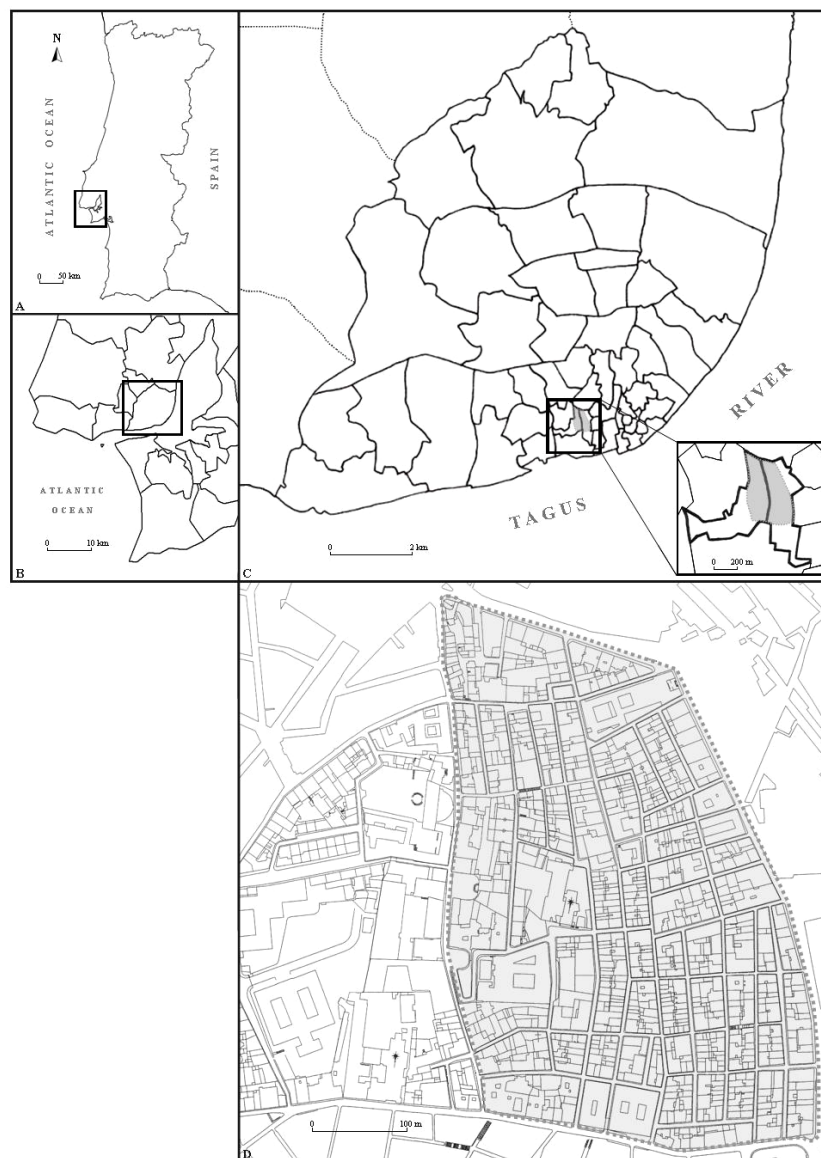 N
ATLANTIC OCEAN
SPAIN
0 50 km
A
ATLANTIC
OCEAN
0 10 km
B
RIVER
TAGUS
0 2 km
C
0 200 m
0 100 m
D